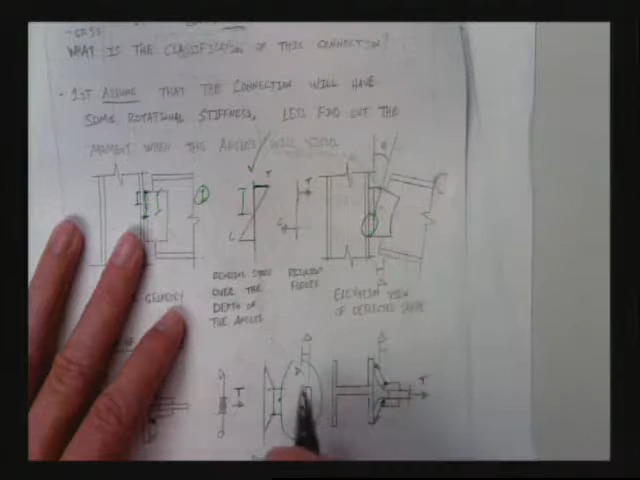 WHAT IS THE CLASSIFICATION OF THIS CONNECTION?
- 1ST ASSUME THAT THE CONNECTION WILL HAVE
SOME ROTATIONAL STIFFNESS. LETS FIND OUT THE
MOMENT WHEN THE ANGLES WILL YIELD
T
θ
T
C
C
GEOMETRY
BENDING STRESS
OVER THE
DEPTH OF
THE ANGLES
RESULTANT
FORCES
ELEVATION VIEW
OF DEFLECTED SHAPE
Δ
Δ
Δ
T
T